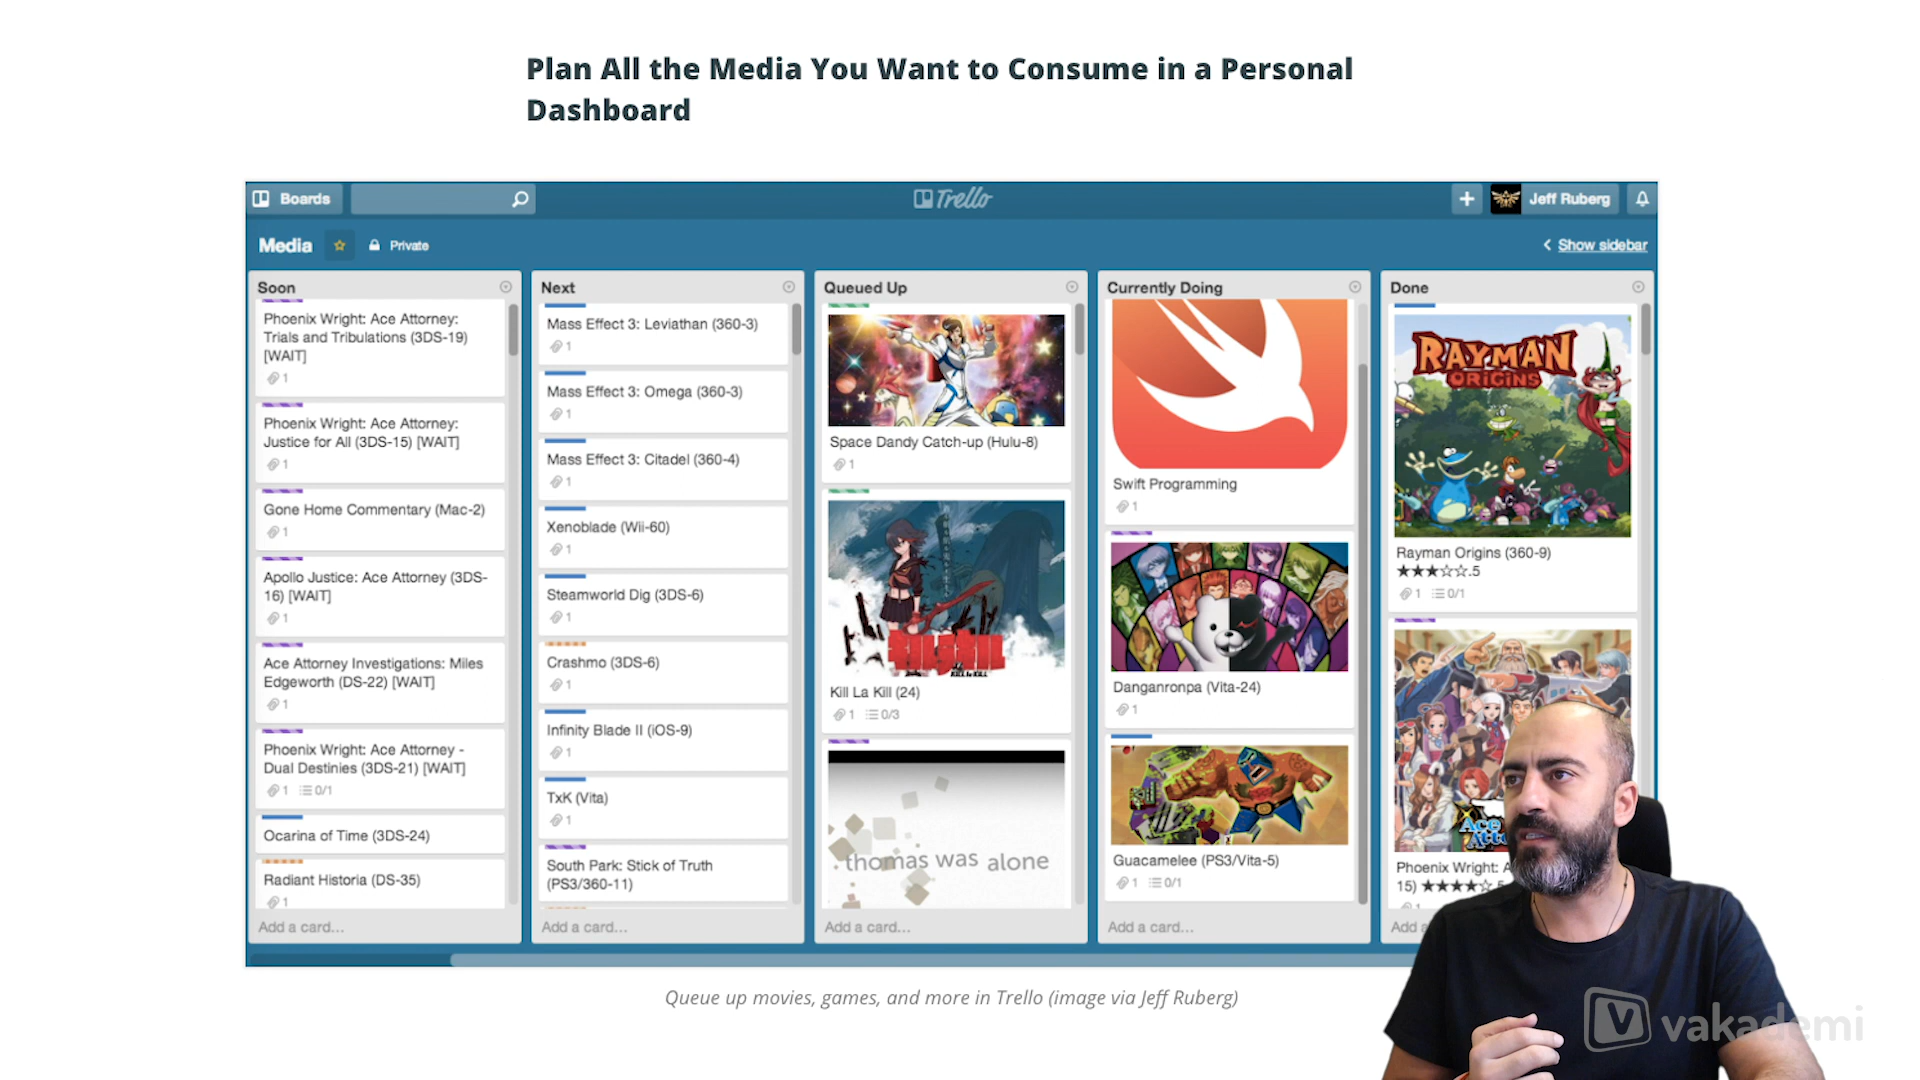 Plan All the Media You Want to Consume in a Personal
Dashboard
Boards
Trello
Jeff Ruberg
Media
Private
Show sidebar
Soon
Phoenix Wright: Ace Attorney:
Trials and Tribulations (3DS-19)
[WAIT]
1
Phoenix Wright: Ace Attorney:
Justice for All (3DS-15) [WAIT]
1
Gone Home Commentary (Mac-2)
1
Apollo Justice: Ace Attorney (3DS-
16) [WAIT]
1
Ace Attorney Investigations: Miles
Edgeworth (DS-22) [WAIT]
1
Phoenix Wright: Ace Attorney -
Dual Destinies (3DS-21) [WAIT]
1 0/1
Ocarina of Time (3DS-24)
Radiant Historia (DS-35)
1
Add a card...
Next
Mass Effect 3: Leviathan (360-3)
1
Mass Effect 3: Omega (360-3)
1
Mass Effect 3: Citadel (360-4)
1
Xenoblade (Wii-60)
1
Steamworld Dig (3DS-6)
1
Crashmo (3DS-6)
1
Infinity Blade II (iOS-9)
1
TxK (Vita)
1
South Park: Stick of Truth
(PS3/360-11)
Add a card...
Queued Up
Space Dandy Catch-up (Hulu-8)
1
KILL la KILL
Kill La Kill (24)
1 0/3
thomas was alone
Add a card...
Currently Doing
Swift Programming
1
Danganronpa (Vita-24)
1
Guacamelee (PS3/Vita-5)
1 0/1
Add a card...
Done
RAYMAN
ORIGINS
Rayman Origins (360-9)
★★★☆☆.5
1 0/1
Ace
Phoenix Wright: A
15) ★★★★☆
1
Add a
Queue up movies, games, and more in Trello (image via Jeff Ruberg)
vakademi